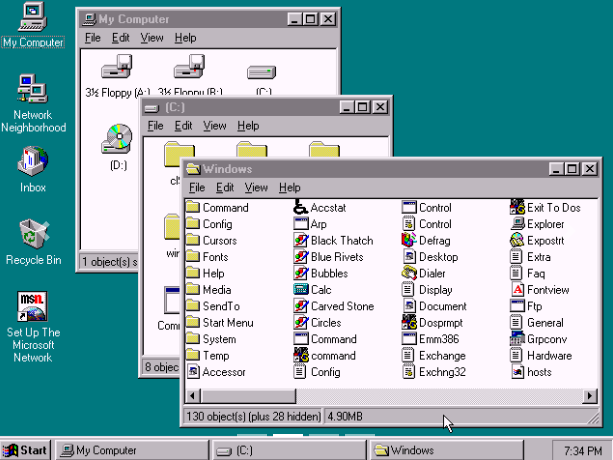 My Computer
Network
Neighborhood
Inbox
Recycle Bin
msn
Set Up The
Microsoft
Network
My Computer
File Edit View Help
3½ Floppy (A:) 3½ Floppy (B:) (C:)
(D:)
1 object(s) s
(C:)
File Edit View Help
8 objec
Windows
File Edit View Help
Command Accstat Control Exit To Dos
Config Arp Control Explorer
Cursors Black Thatch Defrag Expostrt
Fonts Blue Rivets Desktop Extra
Help Bubbles Dialer Faq
Media Calc Display Fontview
SendTo Carved Stone Document Ftp
Start Menu Circles Dosprmpt General
System Command Emm386 Grpconv
Temp command Exchange Hardware
Accessor Config Exchng32 hosts
130 object(s) (plus 28 hidden) 4.90MB
Start My Computer (C:) Windows 7:34 PM